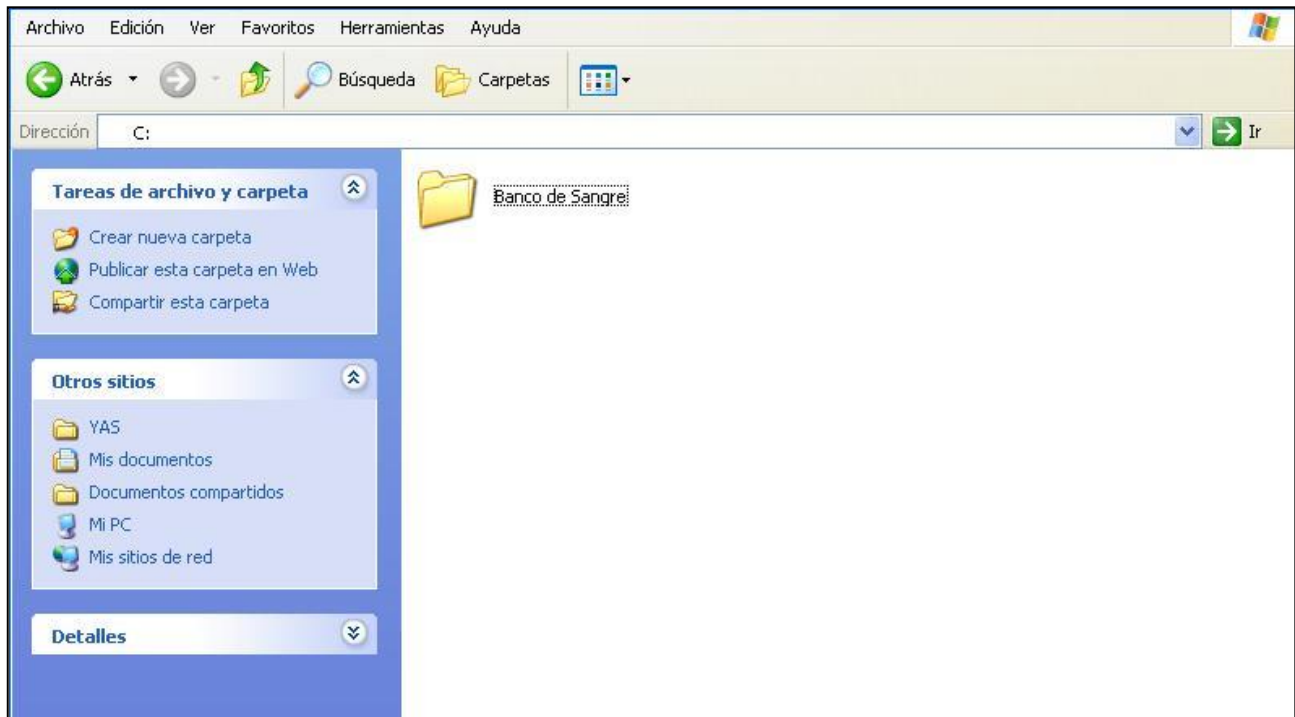 Archivo Edición Ver Favoritos Herramientas Ayuda
Atrás Búsqueda Carpetas
Dirección C: Ir
Tareas de archivo y carpeta
Crear nueva carpeta
Publicar esta carpeta en Web
Compartir esta carpeta
Otros sitios
YAS
Mis documentos
Documentos compartidos
Mi PC
Mis sitios de red
Detalles
Banco de Sangre